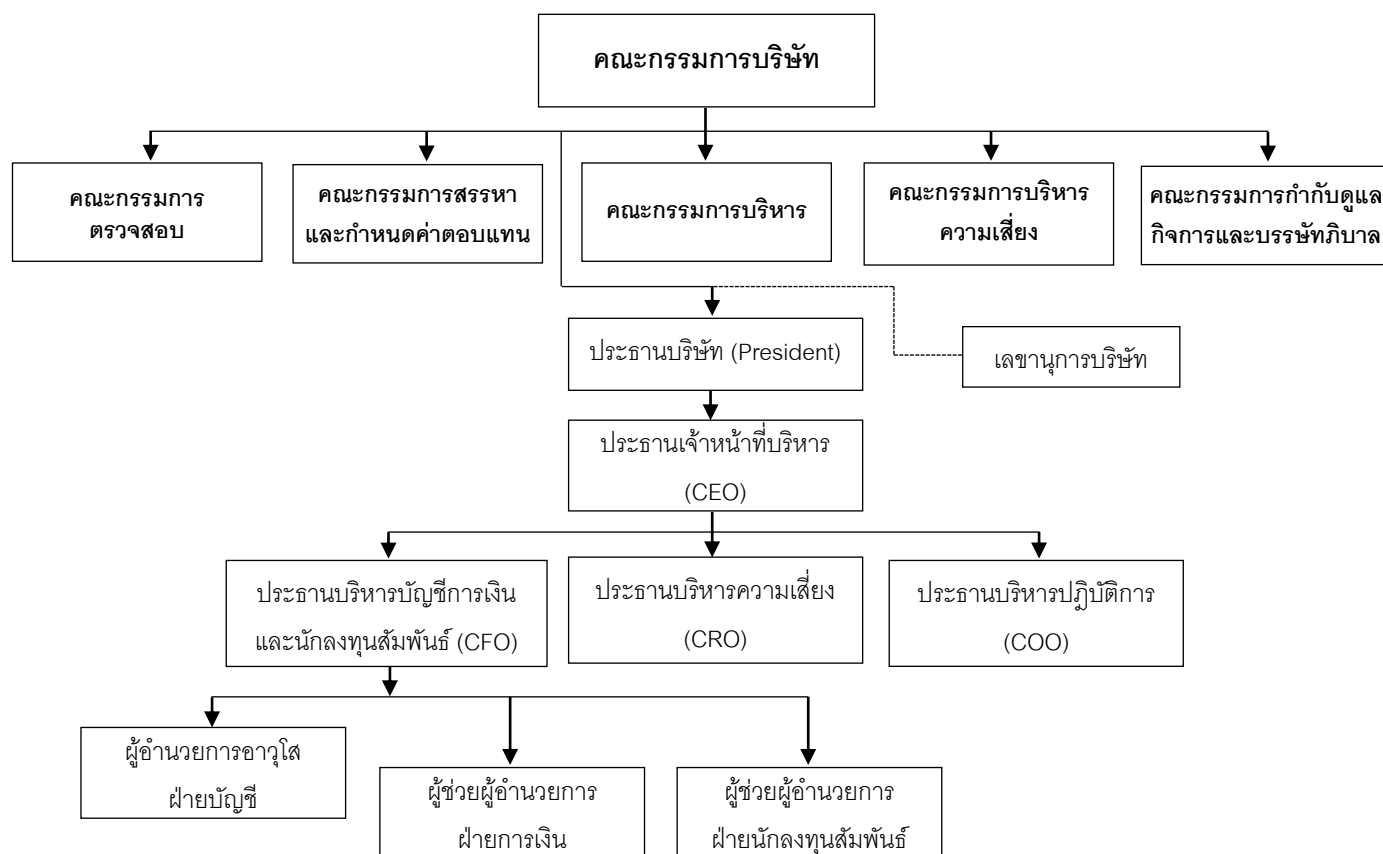 คณะกรรมการบริษัท
คณะกรรมการ
ตรวจสอบ
คณะกรรมการสรรหา
และกำหนดค่าตอบแทน
คณะกรรมการบริหาร
คณะกรรมการบริหาร
ความเสี่ยง
คณะกรรมการกำกับดูแล
กิจการและบรรษัทภิบาล
ประธานบริษัท (President)
เลขานุการบริษัท
ประธานเจ้าหน้าที่บริหาร
(CEO)
ประธานบริหารบัญชีการเงิน
และนักลงทุนสัมพันธ์ (CFO)
ประธานบริหารความเสี่ยง
(CRO)
ประธานบริหารปฏิบัติการ
(COO)
ผู้อำนวยการอาวุโส
ฝ่ายบัญชี
ผู้ช่วยผู้อำนวยการ
ฝ่ายการเงิน
ผู้ช่วยผู้อำนวยการ
ฝ่ายนักลงทุนสัมพันธ์